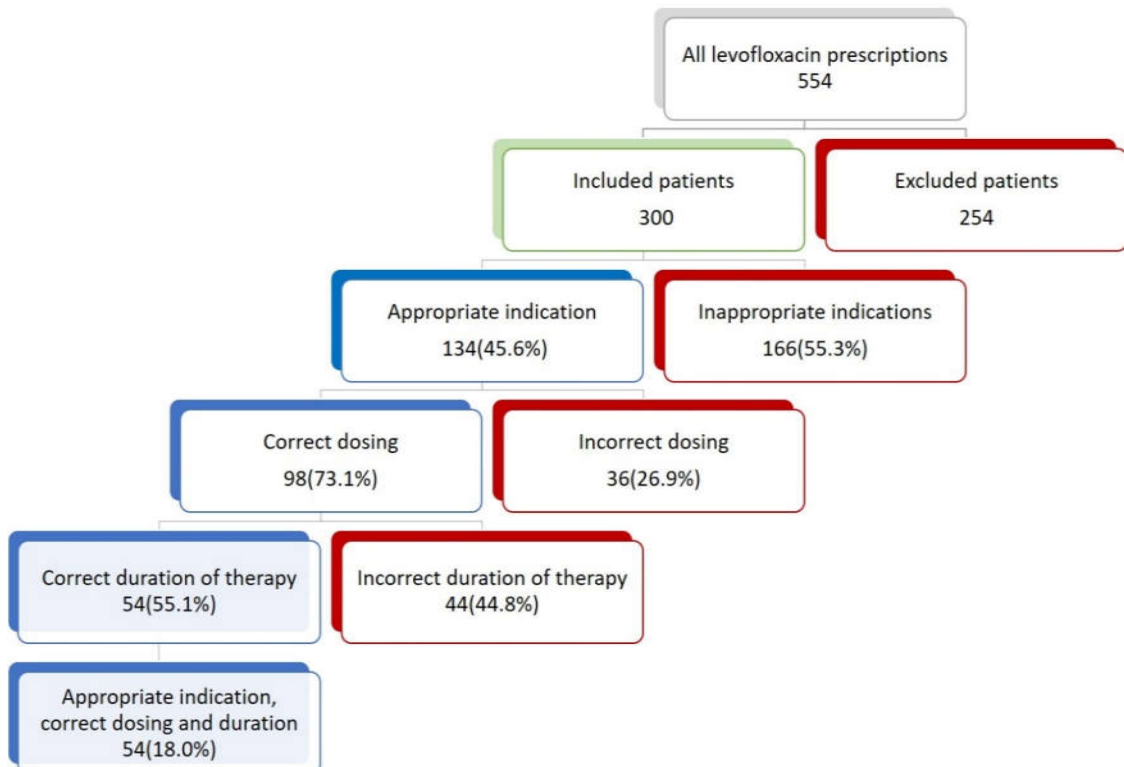 All levofloxacin prescriptions
554
Included patients
300
Excluded patients
254
Appropriate indication
134(45.6%)
Inappropriate indications
166(55.3%)
Correct dosing
98(73.1%)
Incorrect dosing
36(26.9%)
Correct duration of therapy
54(55.1%)
Incorrect duration of therapy
44(44.8%)
Appropriate indication,
correct dosing and duration
54(18.0%)